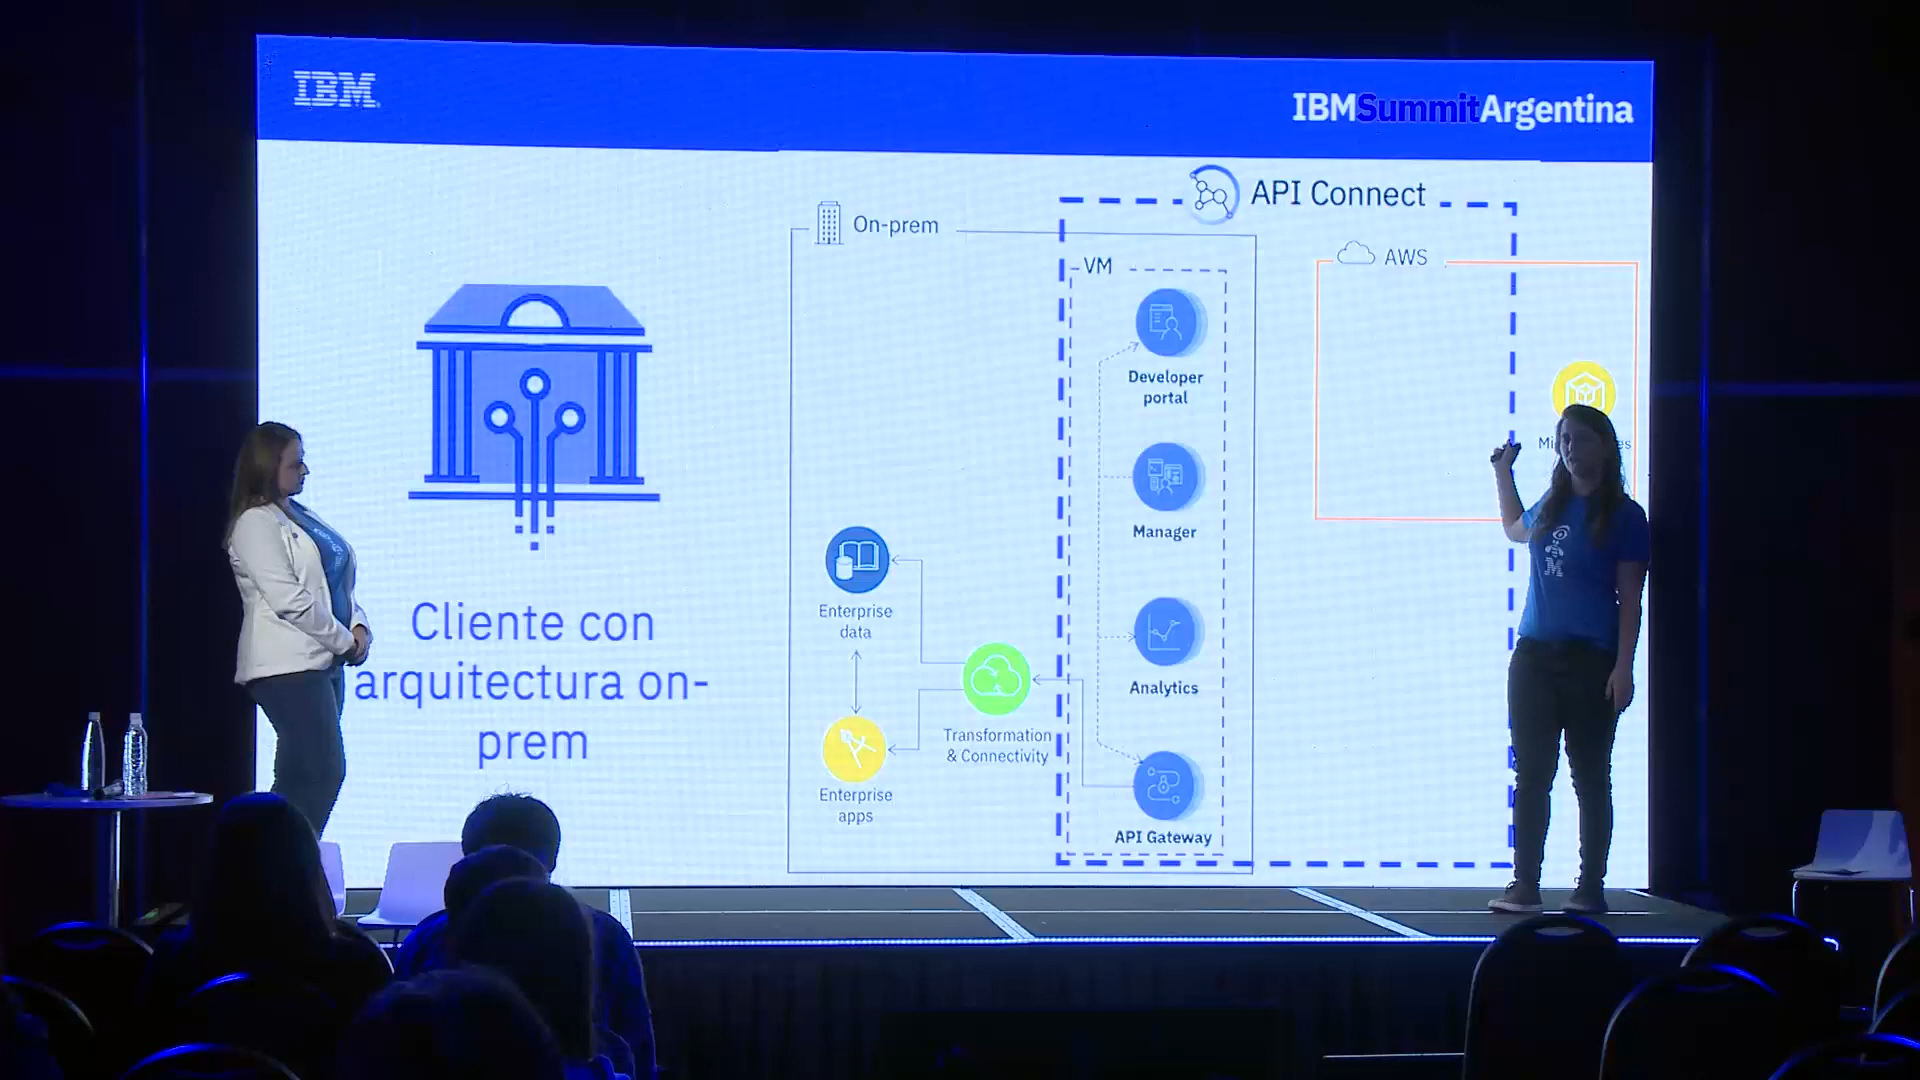 IBM
IBMSummitArgentina
API Connect
On-prem
AWS
VM
Developer
portal
Manager
Enterprise
data
Cliente con
arquitectura on-
prem
Analytics
Transformation
& Connectivity
Enterprise
apps
API Gateway